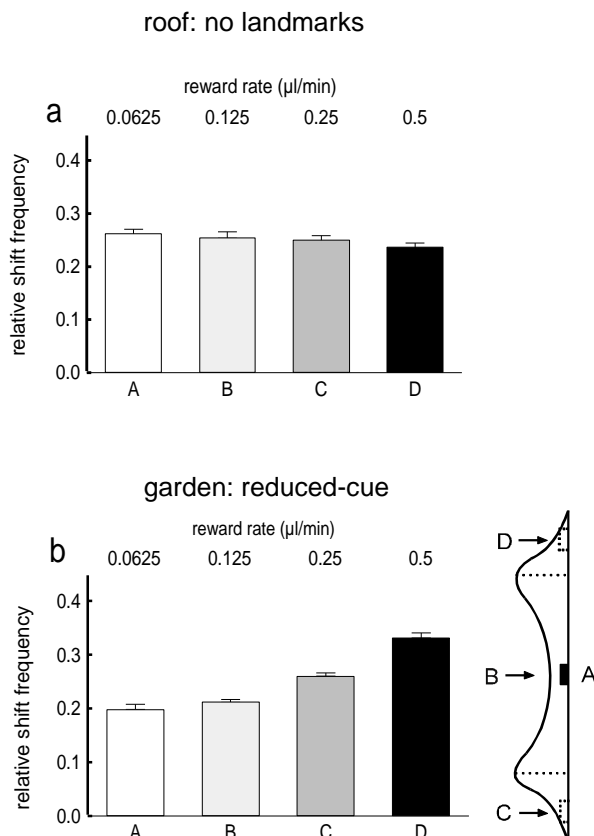 roof: no landmarks
reward rate (µl/min)
a
0.0625 0.125 0.25 0.5
relative shift frequency
0.4
0.3
0.2
0.1
0.0
A B C D
garden: reduced-cue
reward rate (µl/min)
b
0.0625 0.125 0.25 0.5
relative shift frequency
0.4
0.3
0.2
0.1
0.0
A B C D
D
B A
C